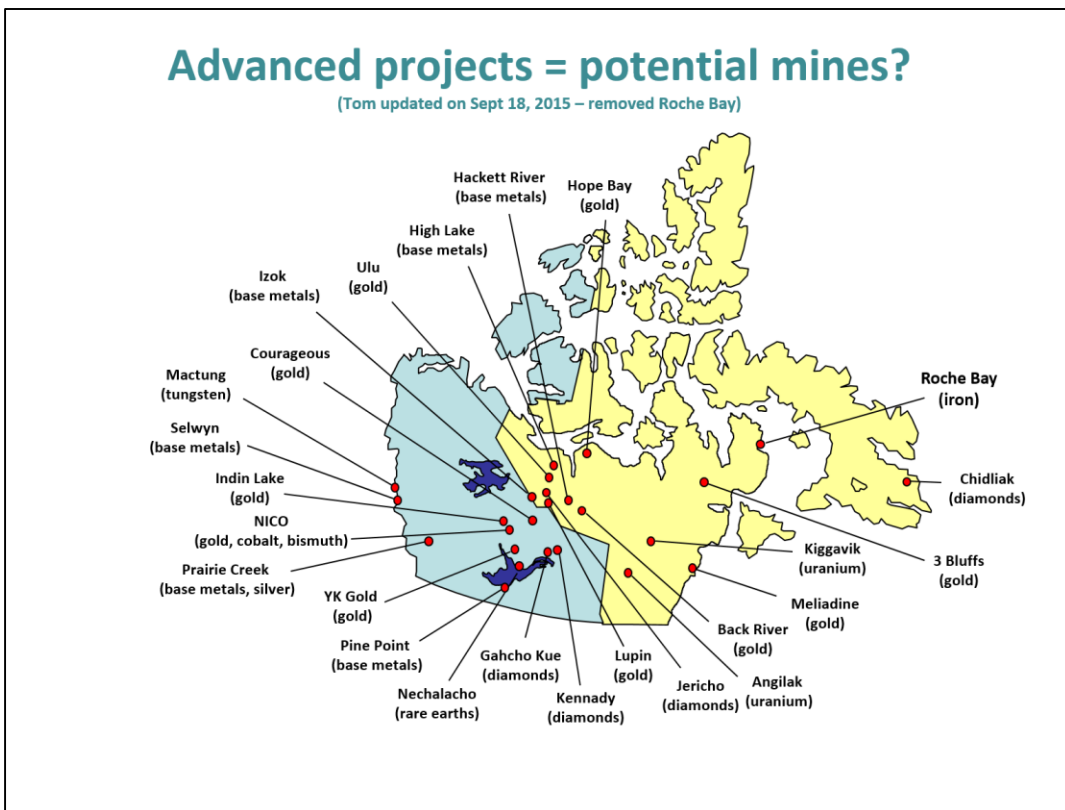 Advanced projects = potential mines?
(Tom updated on Sept 18, 2015 – removed Roche Bay)
Hackett River
(base metals)
Hope Bay
(gold)
High Lake
(base metals)
Ulu
(gold)
Izok
(base metals)
Courageous
(gold)
Mactung
(tungsten)
Selwyn
(base metals)
Indin Lake
(gold)
NICO
(gold, cobalt, bismuth)
Prairie Creek
(base metals, silver)
YK Gold
(gold)
Pine Point
(base metals)
Nechalacho
(rare earths)
Gahcho Kue
(diamonds)
Kennady
(diamonds)
Lupin
(gold)
Jericho
(diamonds)
Back River
(gold)
Angilak
(uranium)
Meliadine
(gold)
Kiggavik
(uranium)
3 Bluffs
(gold)
Chidliak
(diamonds)
Roche Bay
(iron)